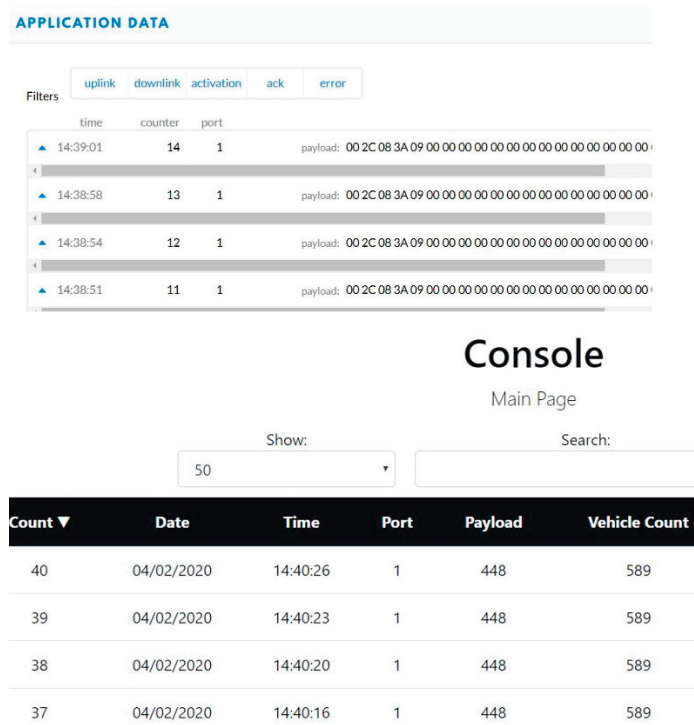 APPLICATION DATA
Filters uplink downlink activation ack error
time counter port
14:39:01 14 1 payload: 00 2C 08 3A 09 00 00 00 00 00 00 00 00 00 00 00 00
14:38:58 13 1 payload: 00 2C 08 3A 09 00 00 00 00 00 00 00 00 00 00 00 00
14:38:54 12 1 payload: 00 2C 08 3A 09 00 00 00 00 00 00 00 00 00 00 00 00
14:38:51 11 1 payload: 00 2C 08 3A 09 00 00 00 00 00 00 00 00 00 00 00 00
Console
Main Page
Show: Search:
50
Count ▼ Date Time Port Payload Vehicle Count
40 04/02/2020 14:40:26 1 448 589
39 04/02/2020 14:40:23 1 448 589
38 04/02/2020 14:40:20 1 448 589
37 04/02/2020 14:40:16 1 448 589